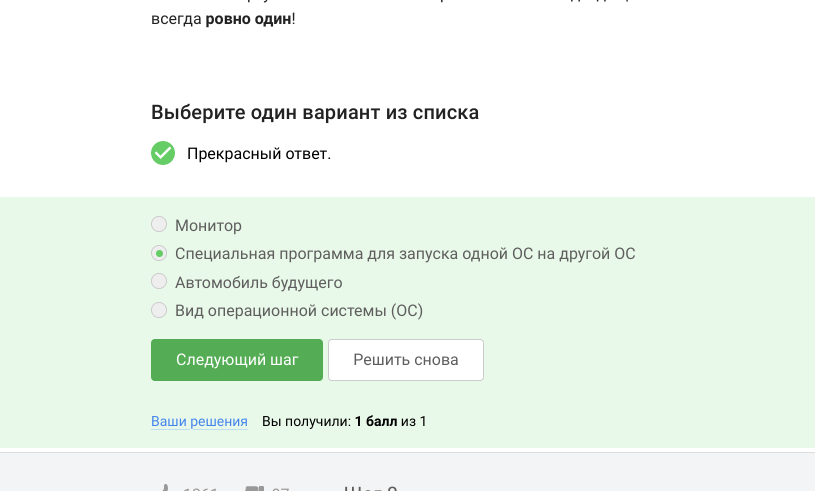 всегда ровно один!
Выберите один вариант из списка
Прекрасный ответ.
Монитор
Специальная программа для запуска одной ОС на другой ОС
Автомобиль будущего
Вид операционной системы (ОС)
Следующий шаг
Решить снова
Ваши решения Вы получили: 1 балл из 1